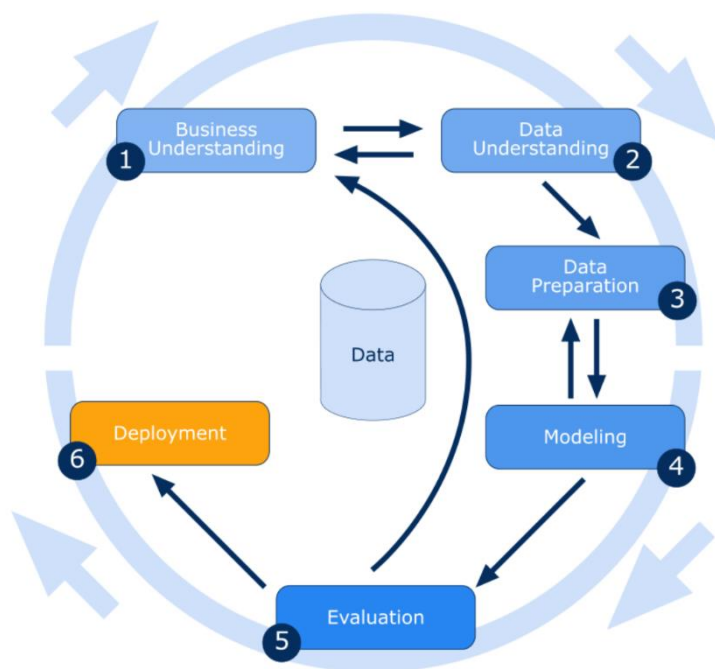 Business
Understanding
1
Data
Understanding
2
Data
Preparation
3
Data
Modeling
4
Deployment
6
Evaluation
5